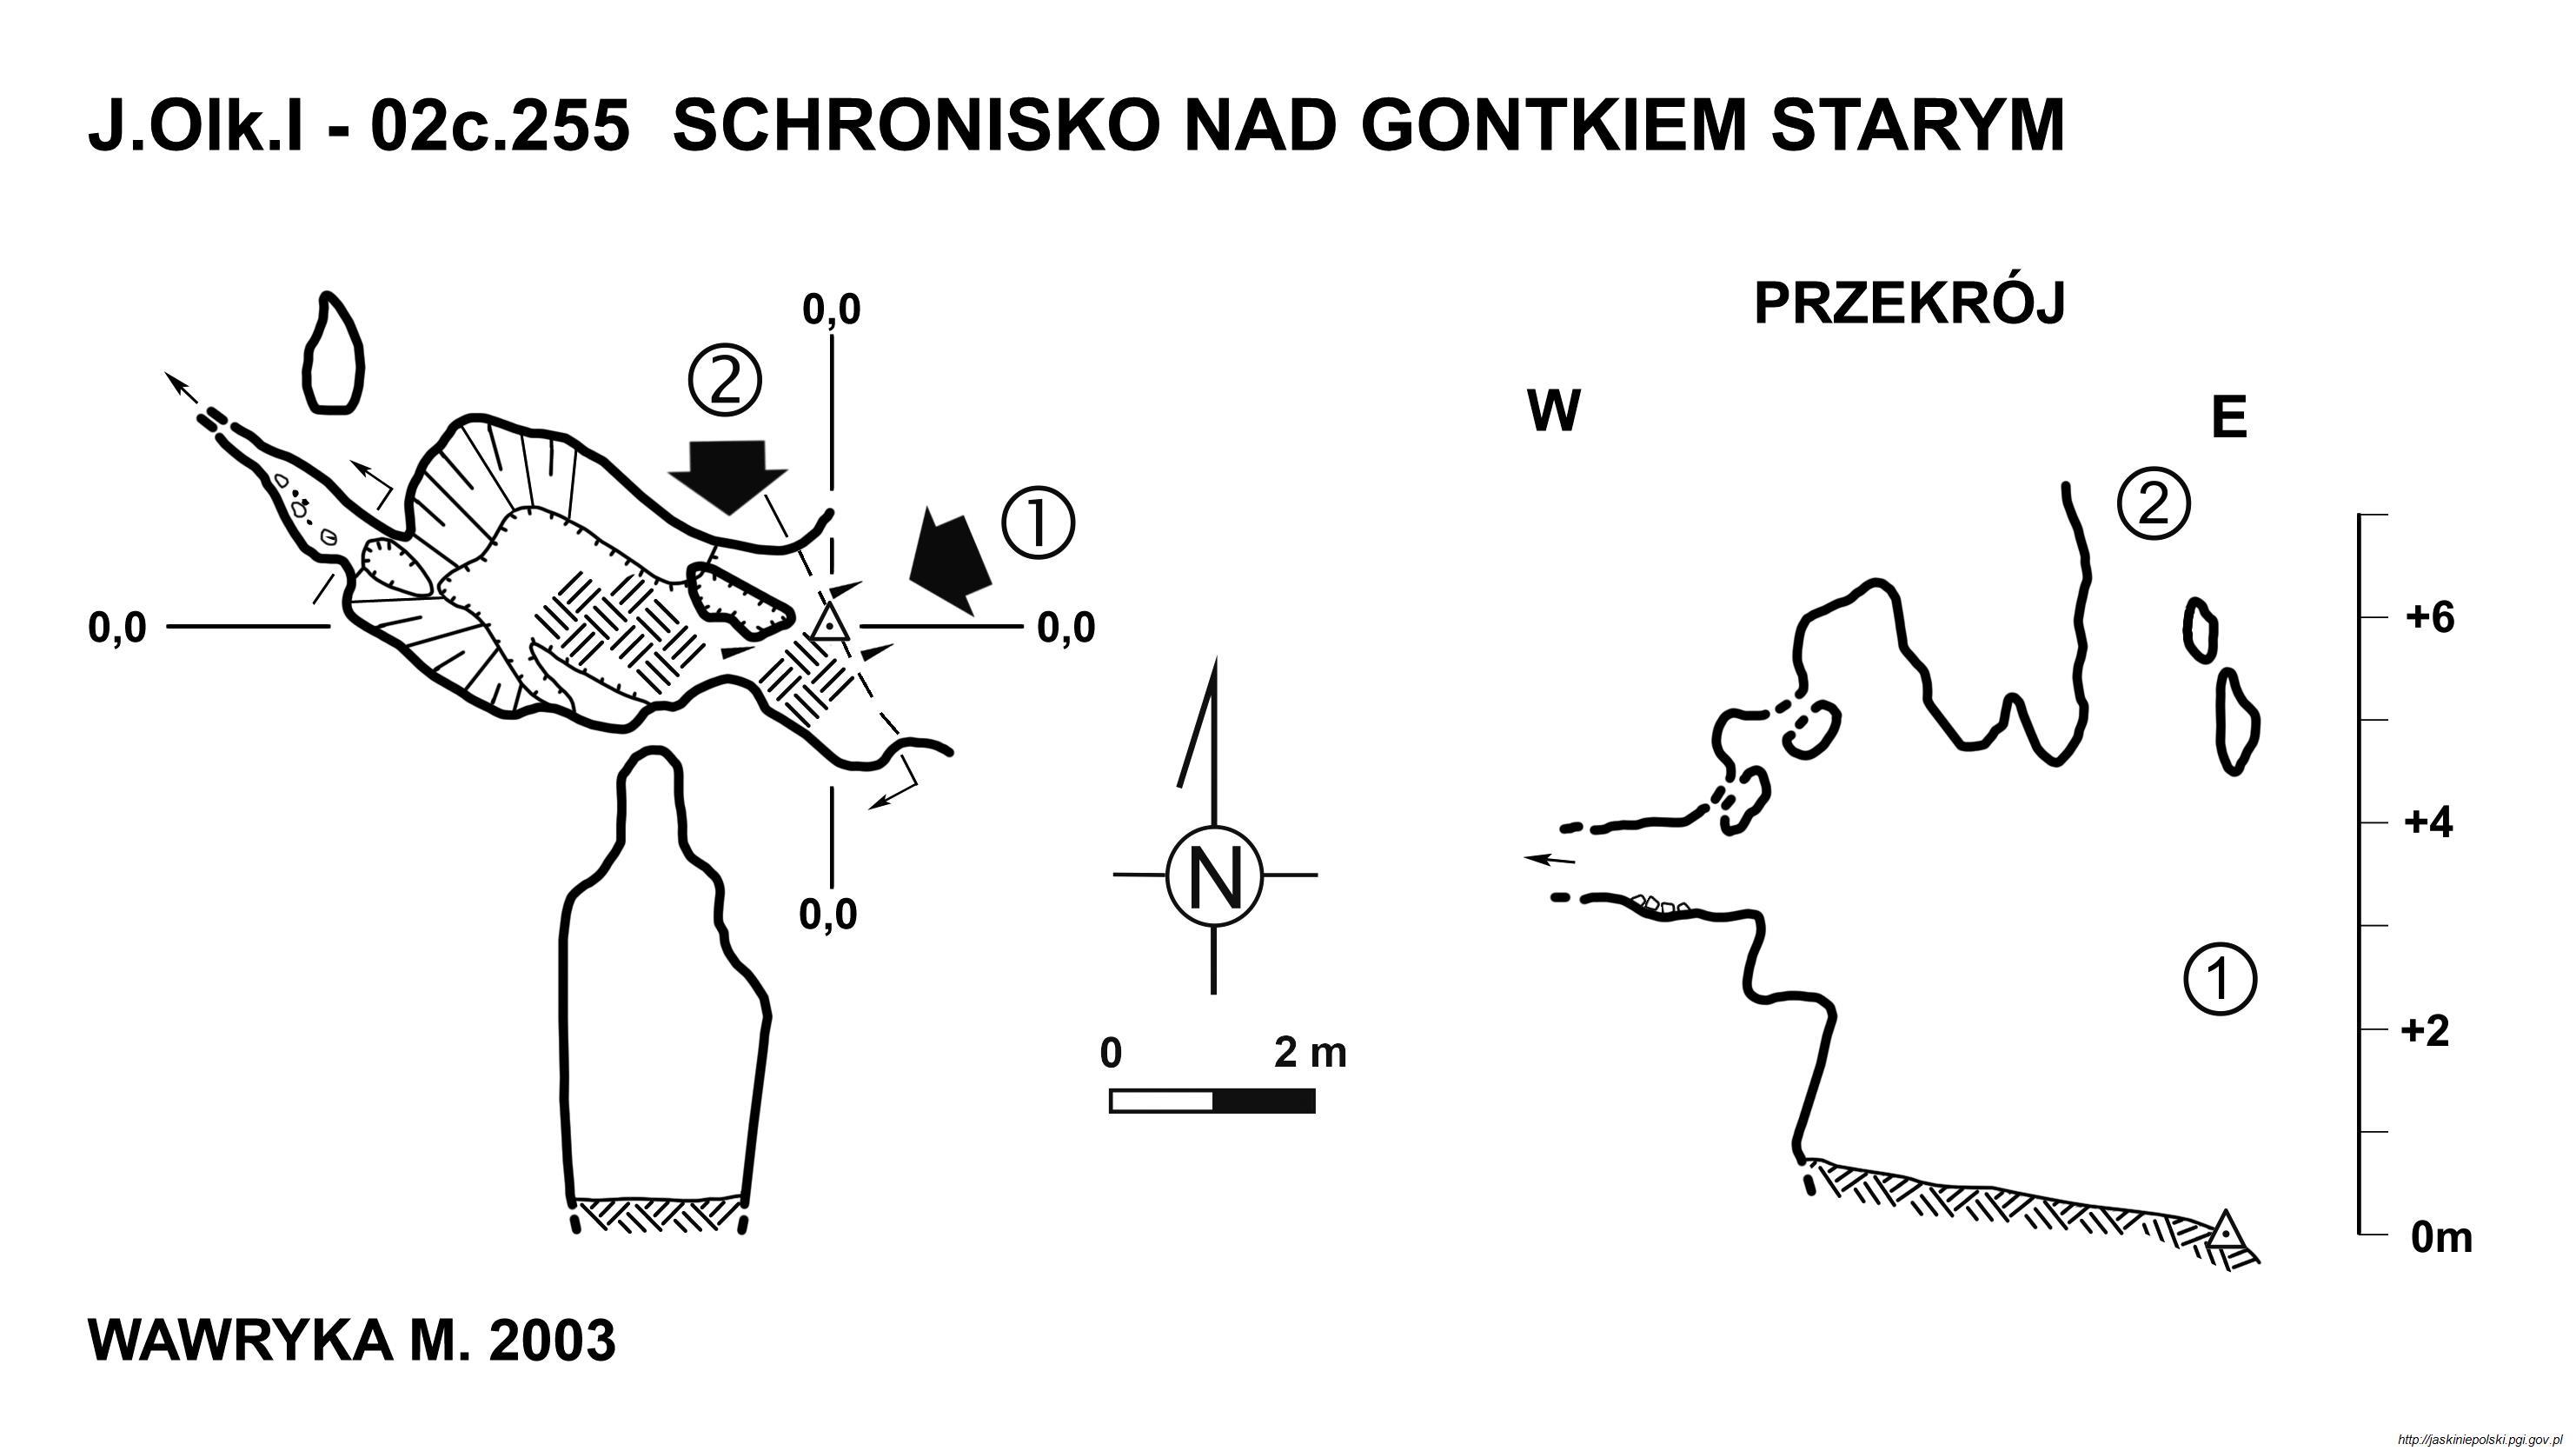 J.Olk.I - 02c.255 SCHRONISKO NAD GONTKIEM STARYM
PRZEKRÓJ
0,0
2
W
E
1
2
0,0
0,0
+6
+4
N
0,0
1
0
2 m
+2
0m
WAWRYKA M. 2003
http://jaskiniepolski.pgi.gov.pl